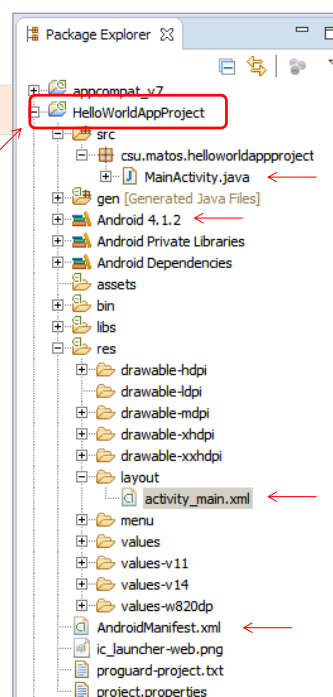 Package Explorer
appcompat_v7
HelloWorldAppProject
src
csu.matos.helloworldappproject
MainActivity.java
gen [Generated Java Files]
Android 4.1.2
Android Private Libraries
Android Dependencies
assets
bin
libs
res
drawable-hdpi
drawable-ldpi
drawable-mdpi
drawable-xhdpi
drawable-xxhdpi
layout
activity_main.xml
menu
values
values-v11
values-v14
values-w820dp
AndroidManifest.xml
ic_launcher-web.png
proguard-project.txt
project.properties